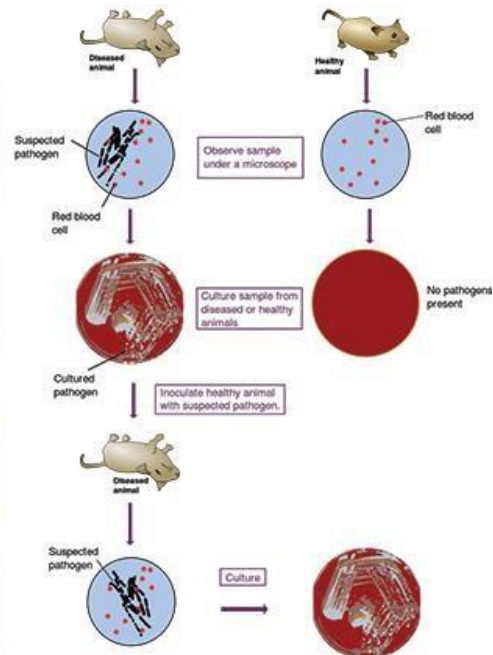 Diseased
animal
Healthy
animal
Suspected
pathogen
Red blood
cell
Observe sample
under a microscope
Red blood
cell
Culture sample from
diseased or healthy
animals
No pathogens
present
Cultured
pathogen
Inoculate healthy animal
with suspected pathogen.
Diseased
animal
Suspected
pathogen
Culture